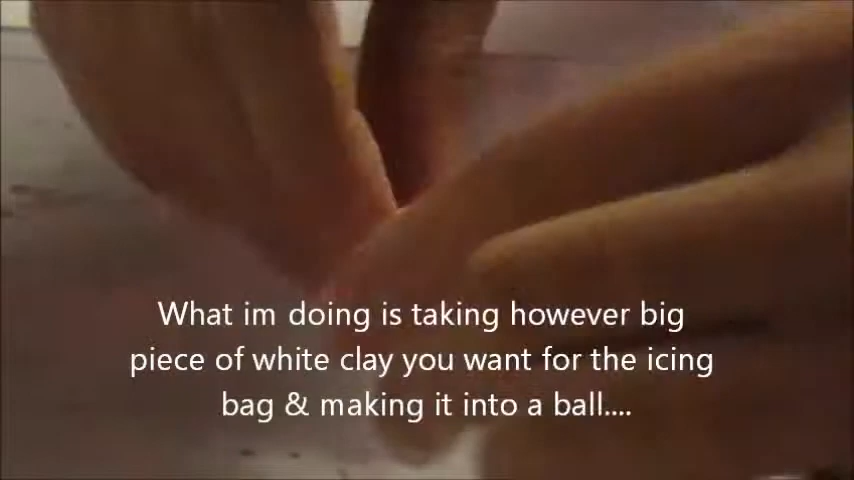 What im doing is taking however big
piece of white clay you want for the icing
bag & making it into a ball....